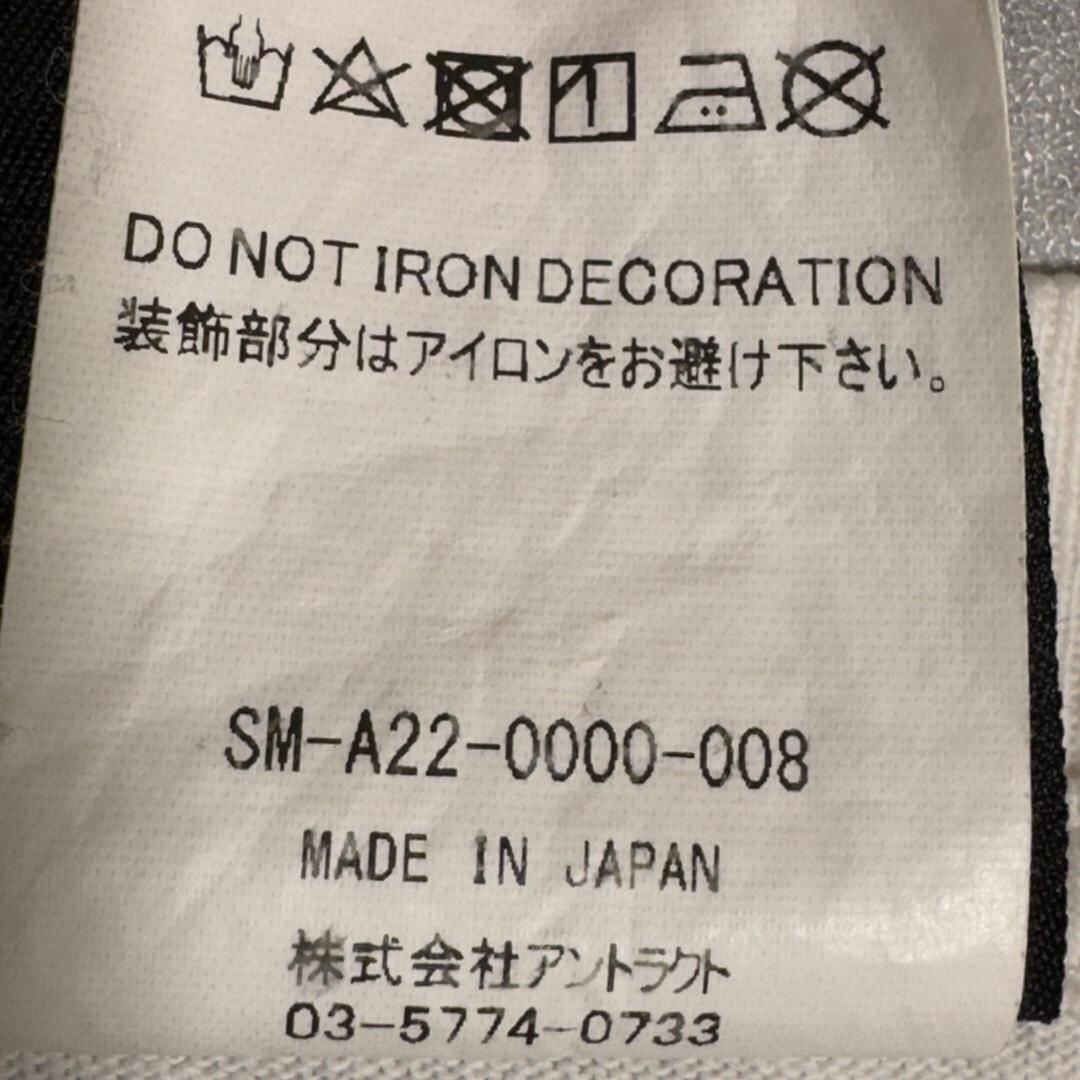 DO NOT IRON DECORATION
装飾部分はアイロンをお避け下さい。
SM-A22-0000-008
MADE IN JAPAN
株式会社アントラクト
03-5774-0733